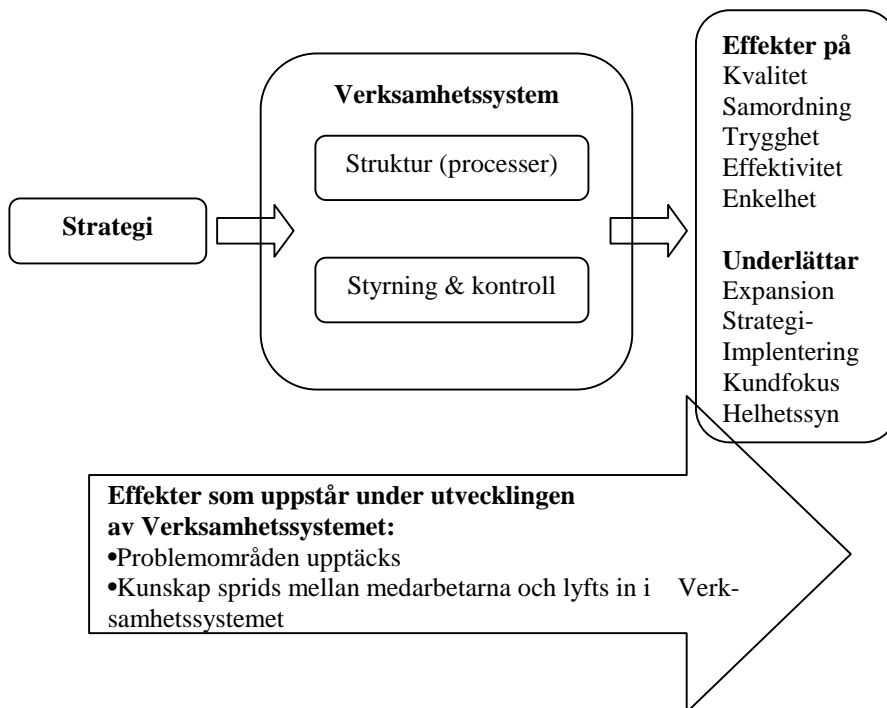 Strategi
Verksamhetssystem
Struktur (processer)
Styrning & kontroll
Effekter på
Kvalitet
Samordning
Trygghet
Effektivitet
Enkelhet
Underlättar
Expansion
Strategi-
Implentering
Kundfokus
Helhetssyn
Effekter som uppstår under utvecklingen
av Verksamhetssystemet:
•Problemområden upptäcks
•Kunskap sprids mellan medarbetarna och lyfts in i Verk-
samhetssystemet